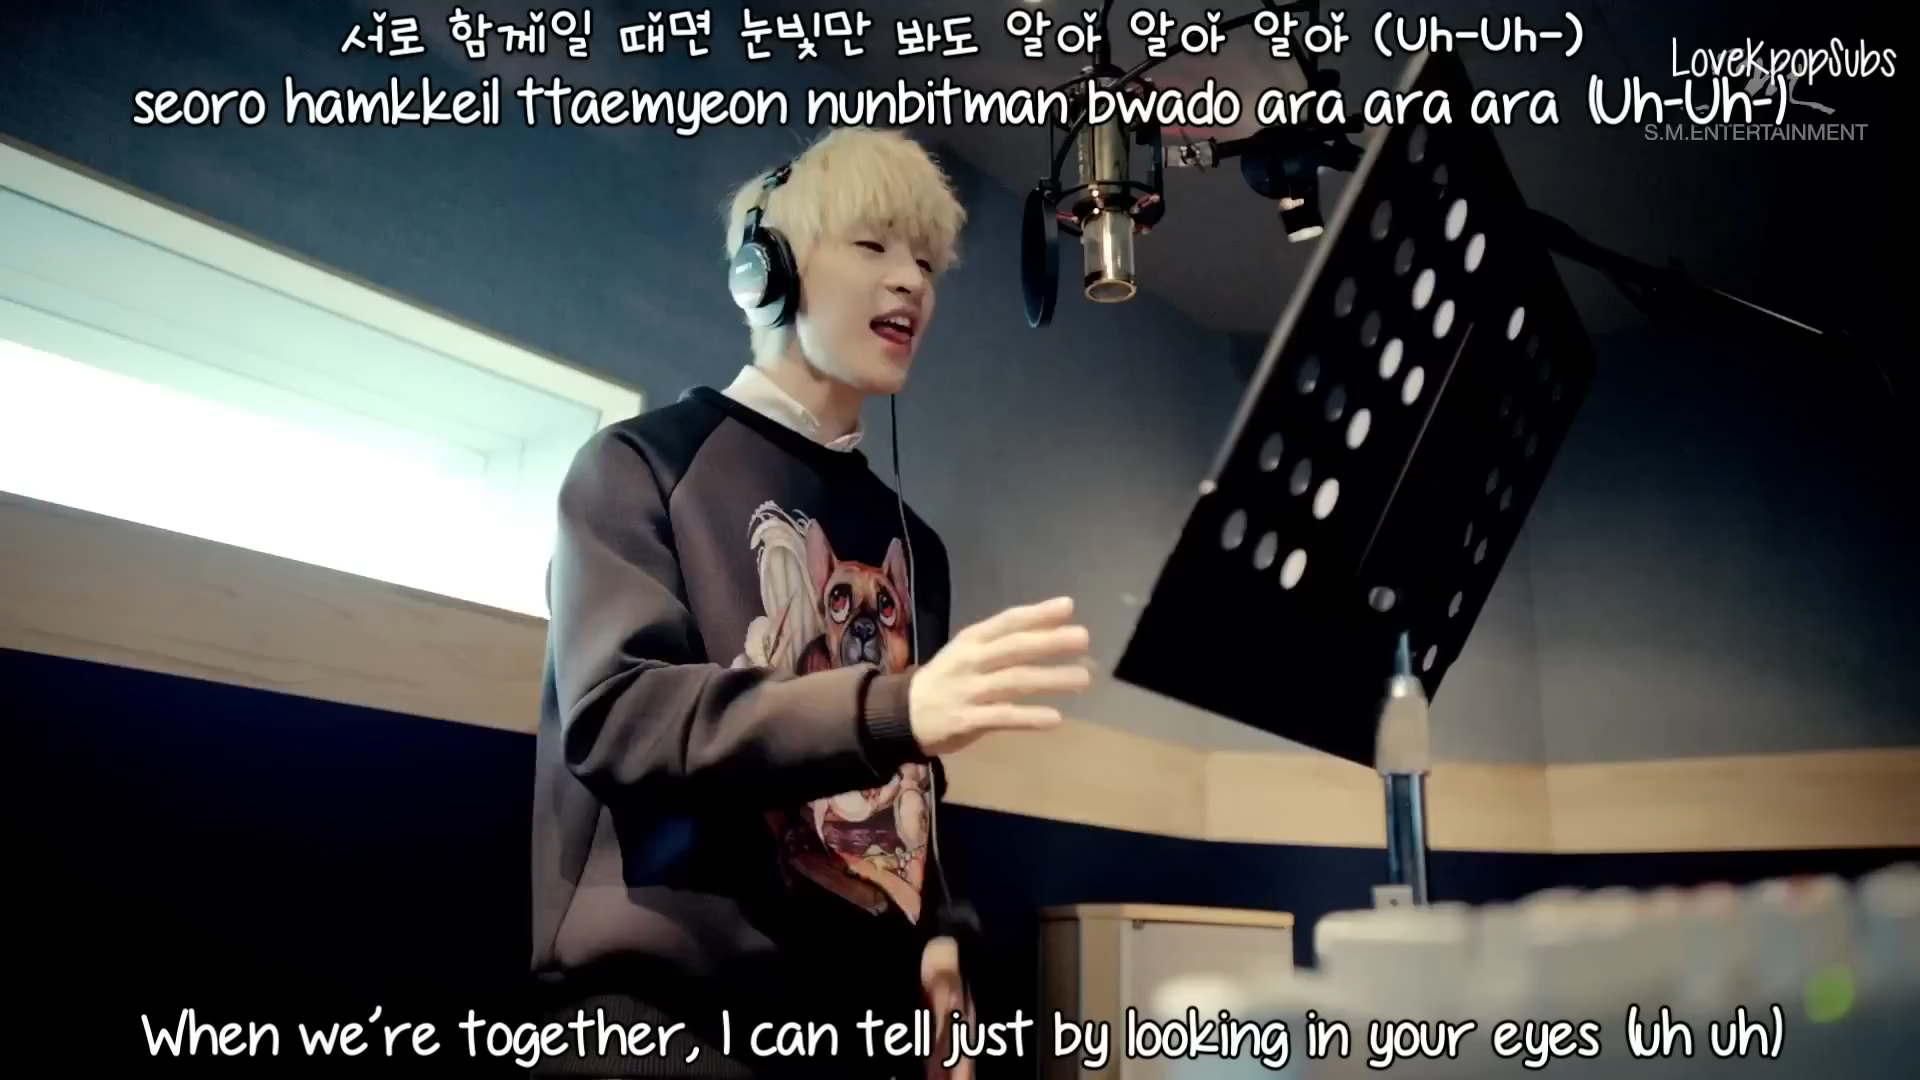 서로 함께일 때면 눈빛만 봐도 알아 알아 알아 (Uh-Uh-)
LoveKpopSubs
seoro hamkkeil ttaemyeon nunbitman bwado ara ara ara (Uh-Uh-)
S.M.ENTERTAINMENT
When we're together, I can tell just by looking in your eyes (uh uh)